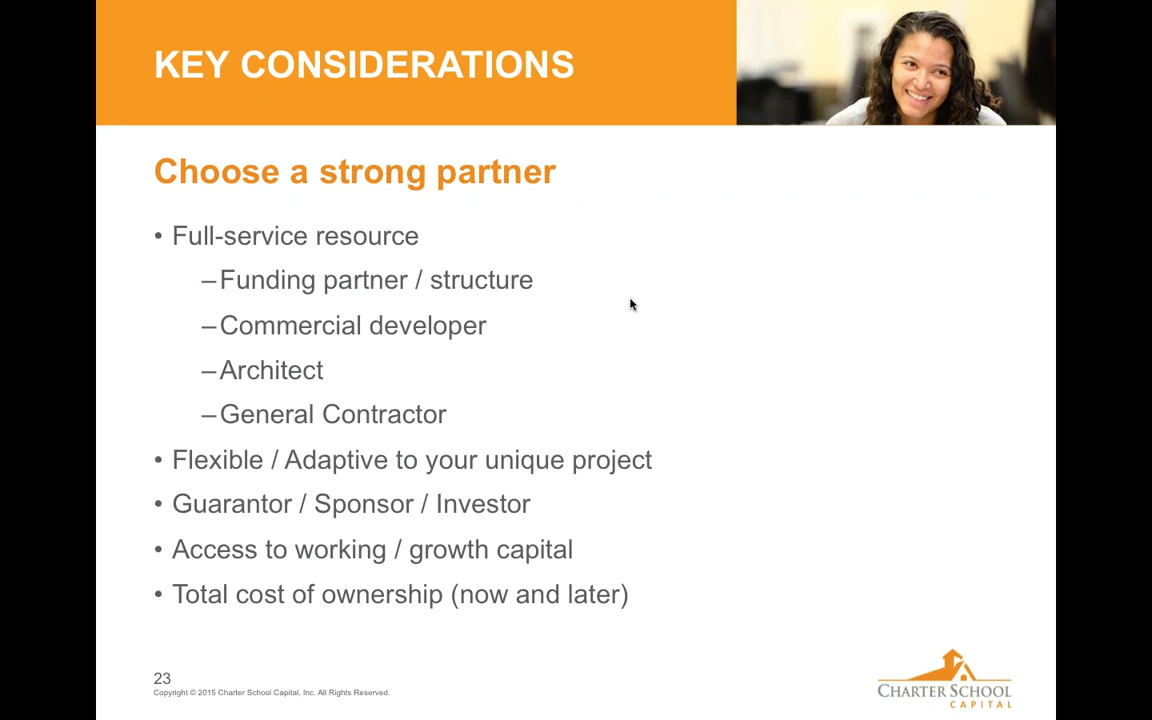 KEY CONSIDERATIONS
Choose a strong partner
• Full-service resource
–Funding partner / structure
–Commercial developer
–Architect
–General Contractor
• Flexible / Adaptive to your unique project
• Guarantor / Sponsor / Investor
• Access to working / growth capital
• Total cost of ownership (now and later)
23
Copyright © 2015 Charter School Capital, Inc. All Rights Reserved.
CHARTER SCHOOL
CAPITAL